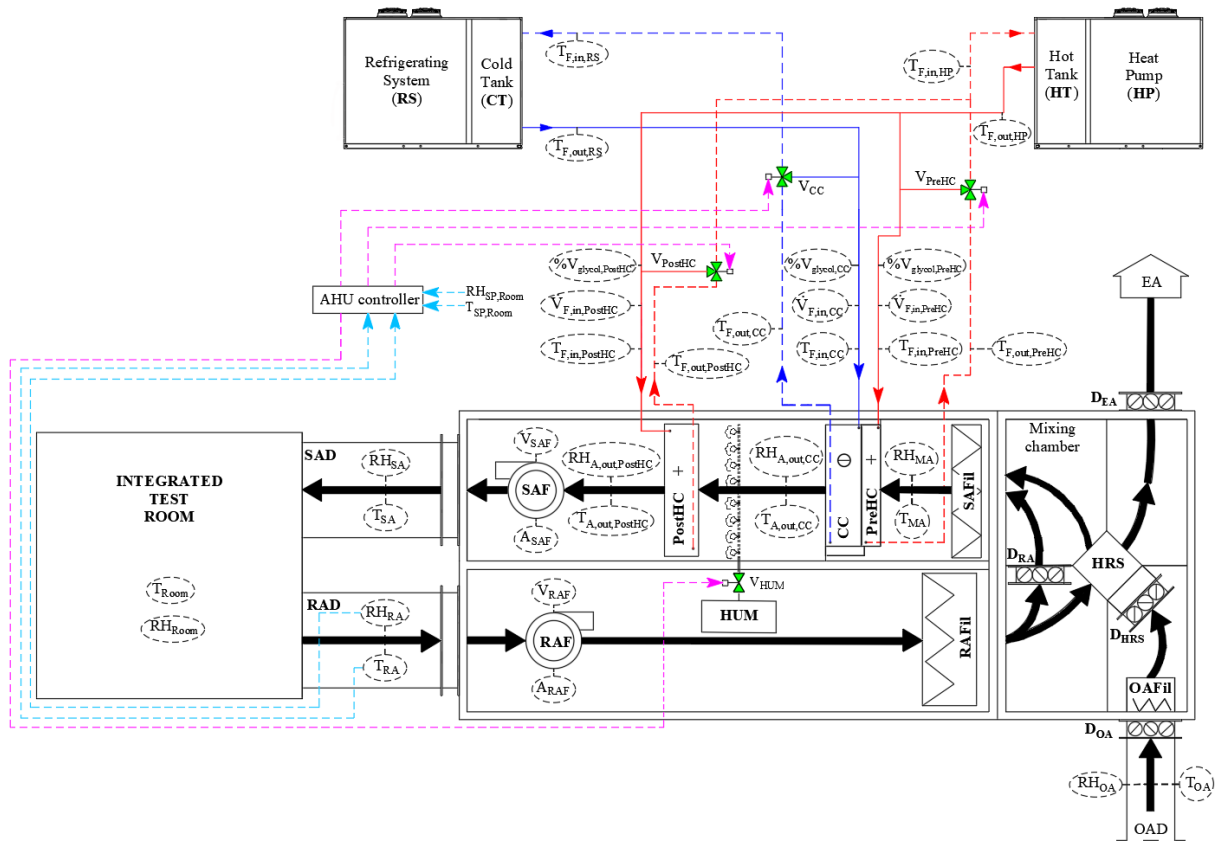 Refrigerating
System
(RS)
Cold
Tank
(CT)
T_F,in,RS
T_F,out,RS
T_F,in,HP
Hot
Tank
(HT)
Heat
Pump
(HP)
T_F,out,HP
V_CC
V_PreHC
V_PostHC
%V_glycol,PostHC
%V_glycol,CC
%V_glycol,PreHC
AHU controller
RH_SP,Room
T_SP,Room
V_F,in,PostHC
T_F,out,CC
V_F,in,CC
V_F,in,PreHC
T_F,in,PostHC
T_F,out,PostHC
T_F,in,CC
T_F,in,PreHC
T_F,out,PreHC
EA
D_EA
INTEGRATED
TEST
ROOM
T_Room
RH_Room
SAD
RH_SA
T_SA
V_SAF
SAF
A_SAF
RH_A,out,PostHC
T_A,out,PostHC
PostHC
+
RH_A,out,CC
T_A,out,CC
CC
PreHC
+
RH_MA
T_MA
SAFil
Mixing
chamber
D_RA
HRS
D_HRS
RAD
RH_RA
T_RA
V_RAF
RAF
A_RAF
V_HUM
HUM
RAFil
OAFil
D_OA
RH_OA
T_OA
OAD